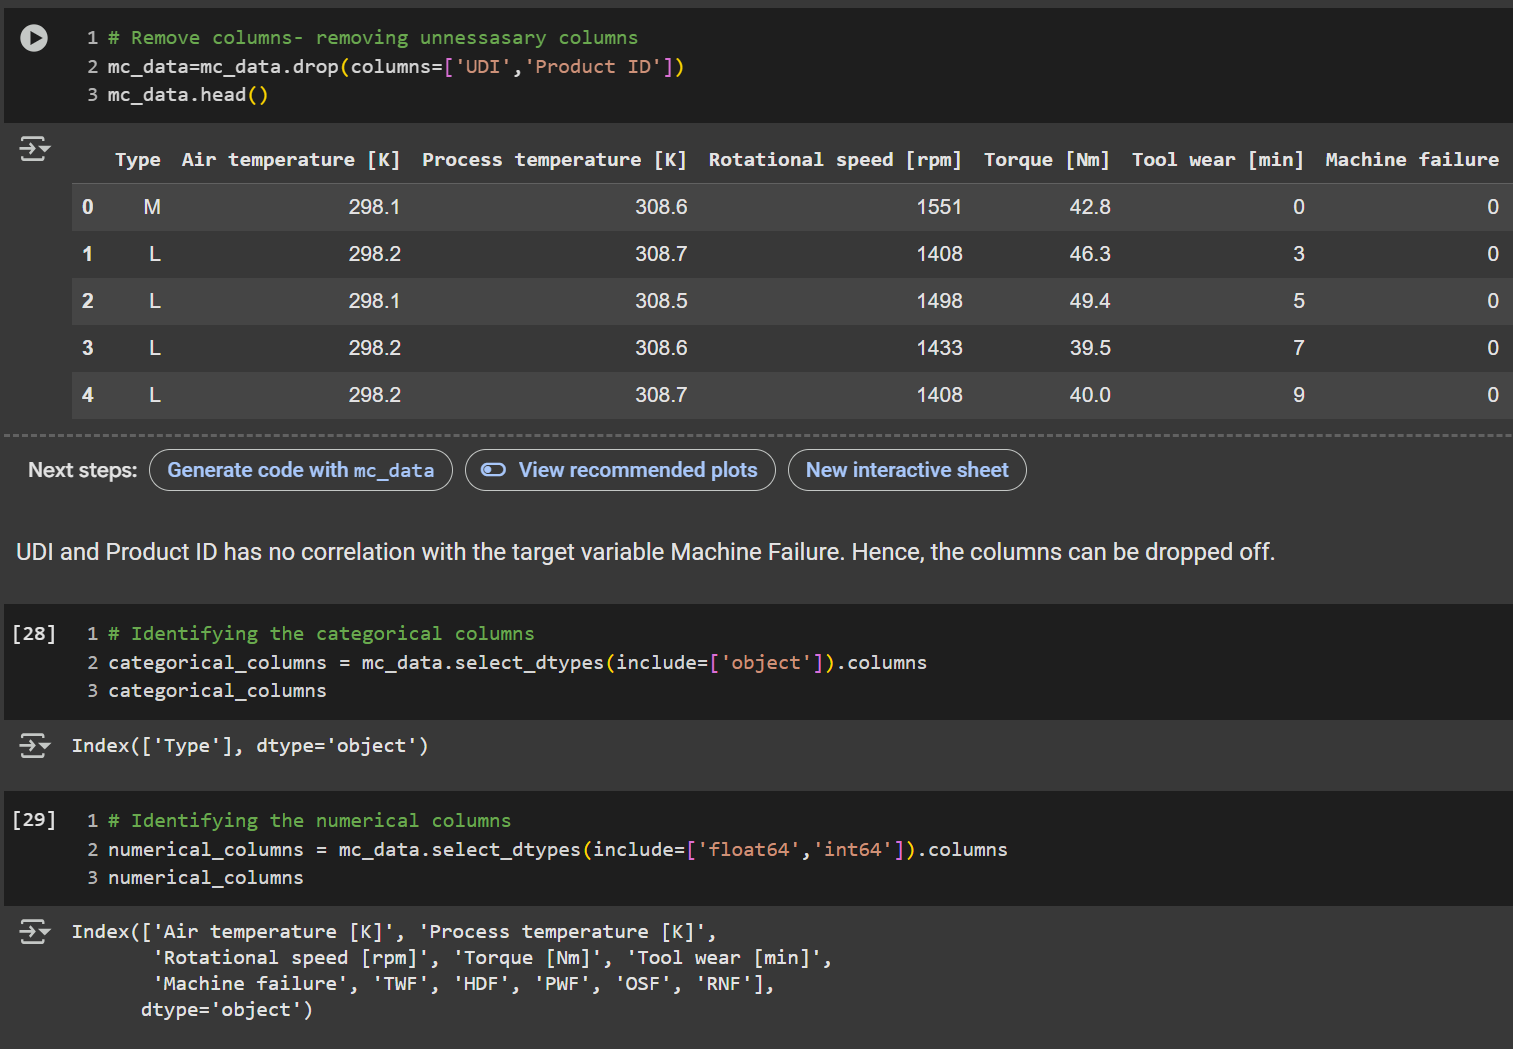 1 # Remove columns- removing unnessasary columns
2 mc_data=mc_data.drop(columns=['UDI','Product ID'])
3 mc_data.head()
Type Air temperature [K] Process temperature [K] Rotational speed [rpm] Torque [Nm] Tool wear [min] Machine failure
0 M 298.1 308.6 1551 42.8 0 0
1 L 298.2 308.7 1408 46.3 3 0
2 L 298.1 308.5 1498 49.4 5 0
3 L 298.2 308.6 1433 39.5 7 0
4 L 298.2 308.7 1408 40.0 9 0
Next steps: Generate code with mc_data View recommended plots New interactive sheet
UDI and Product ID has no correlation with the target variable Machine Failure. Hence, the columns can be dropped off.
[28] 1 # Identifying the categorical columns
2 categorical_columns = mc_data.select_dtypes(include=['object']).columns
3 categorical_columns
Index(['Type'], dtype='object')
[29] 1 # Identifying the numerical columns
2 numerical_columns = mc_data.select_dtypes(include=['float64','int64']).columns
3 numerical_columns
Index(['Air temperature [K]', 'Process temperature [K]',
'Rotational speed [rpm]', 'Torque [Nm]', 'Tool wear [min]',
'Machine failure', 'TWF', 'HDF', 'PWF', 'OSF', 'RNF'],
dtype='object')